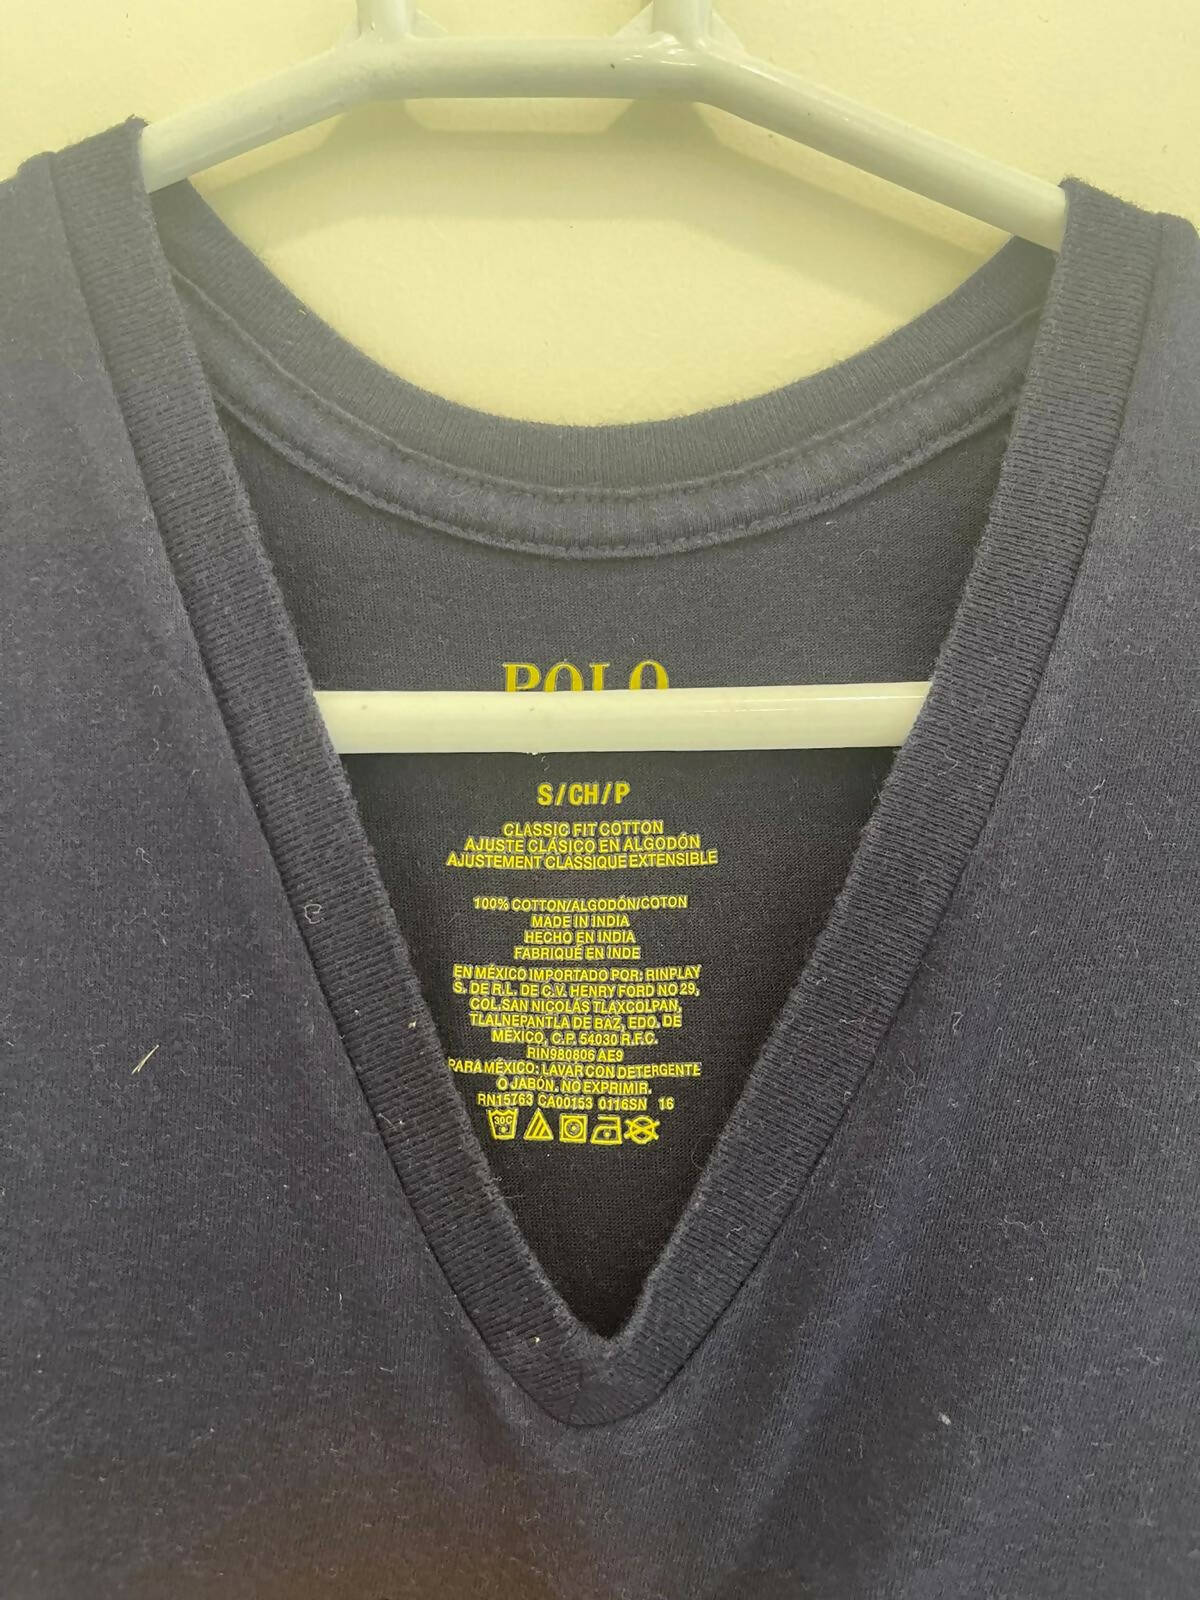 POLO
S/CH/P
CLASSIC FIT COTTON
AJUSTE CLÁSICO EN ALGODÓN
AJUSTEMENT CLASSIQUE EXTENSIBLE
100% COTTON/ALGODÓN/COTON
MADE IN INDIA
HECHO EN INDIA
FABRIQUÉ EN INDE
EN MÉXICO IMPORTADO POR: RINPLAY
S. DE R.L. DE C.V. HENRY FORD NO 29,
COL.SAN NICOLÁS TLAXCOLPAN,
TLALNEPANTLA DE BAZ, EDO. DE
MÉXICO, C.P. 54030 R.F.C.
RIN980806 AE9
PARA MÉXICO: LAVAR CON DETERGENTE
O JABÓN. NO EXPRIMIR.
RN15763 CA00153 0116SN 16
30C